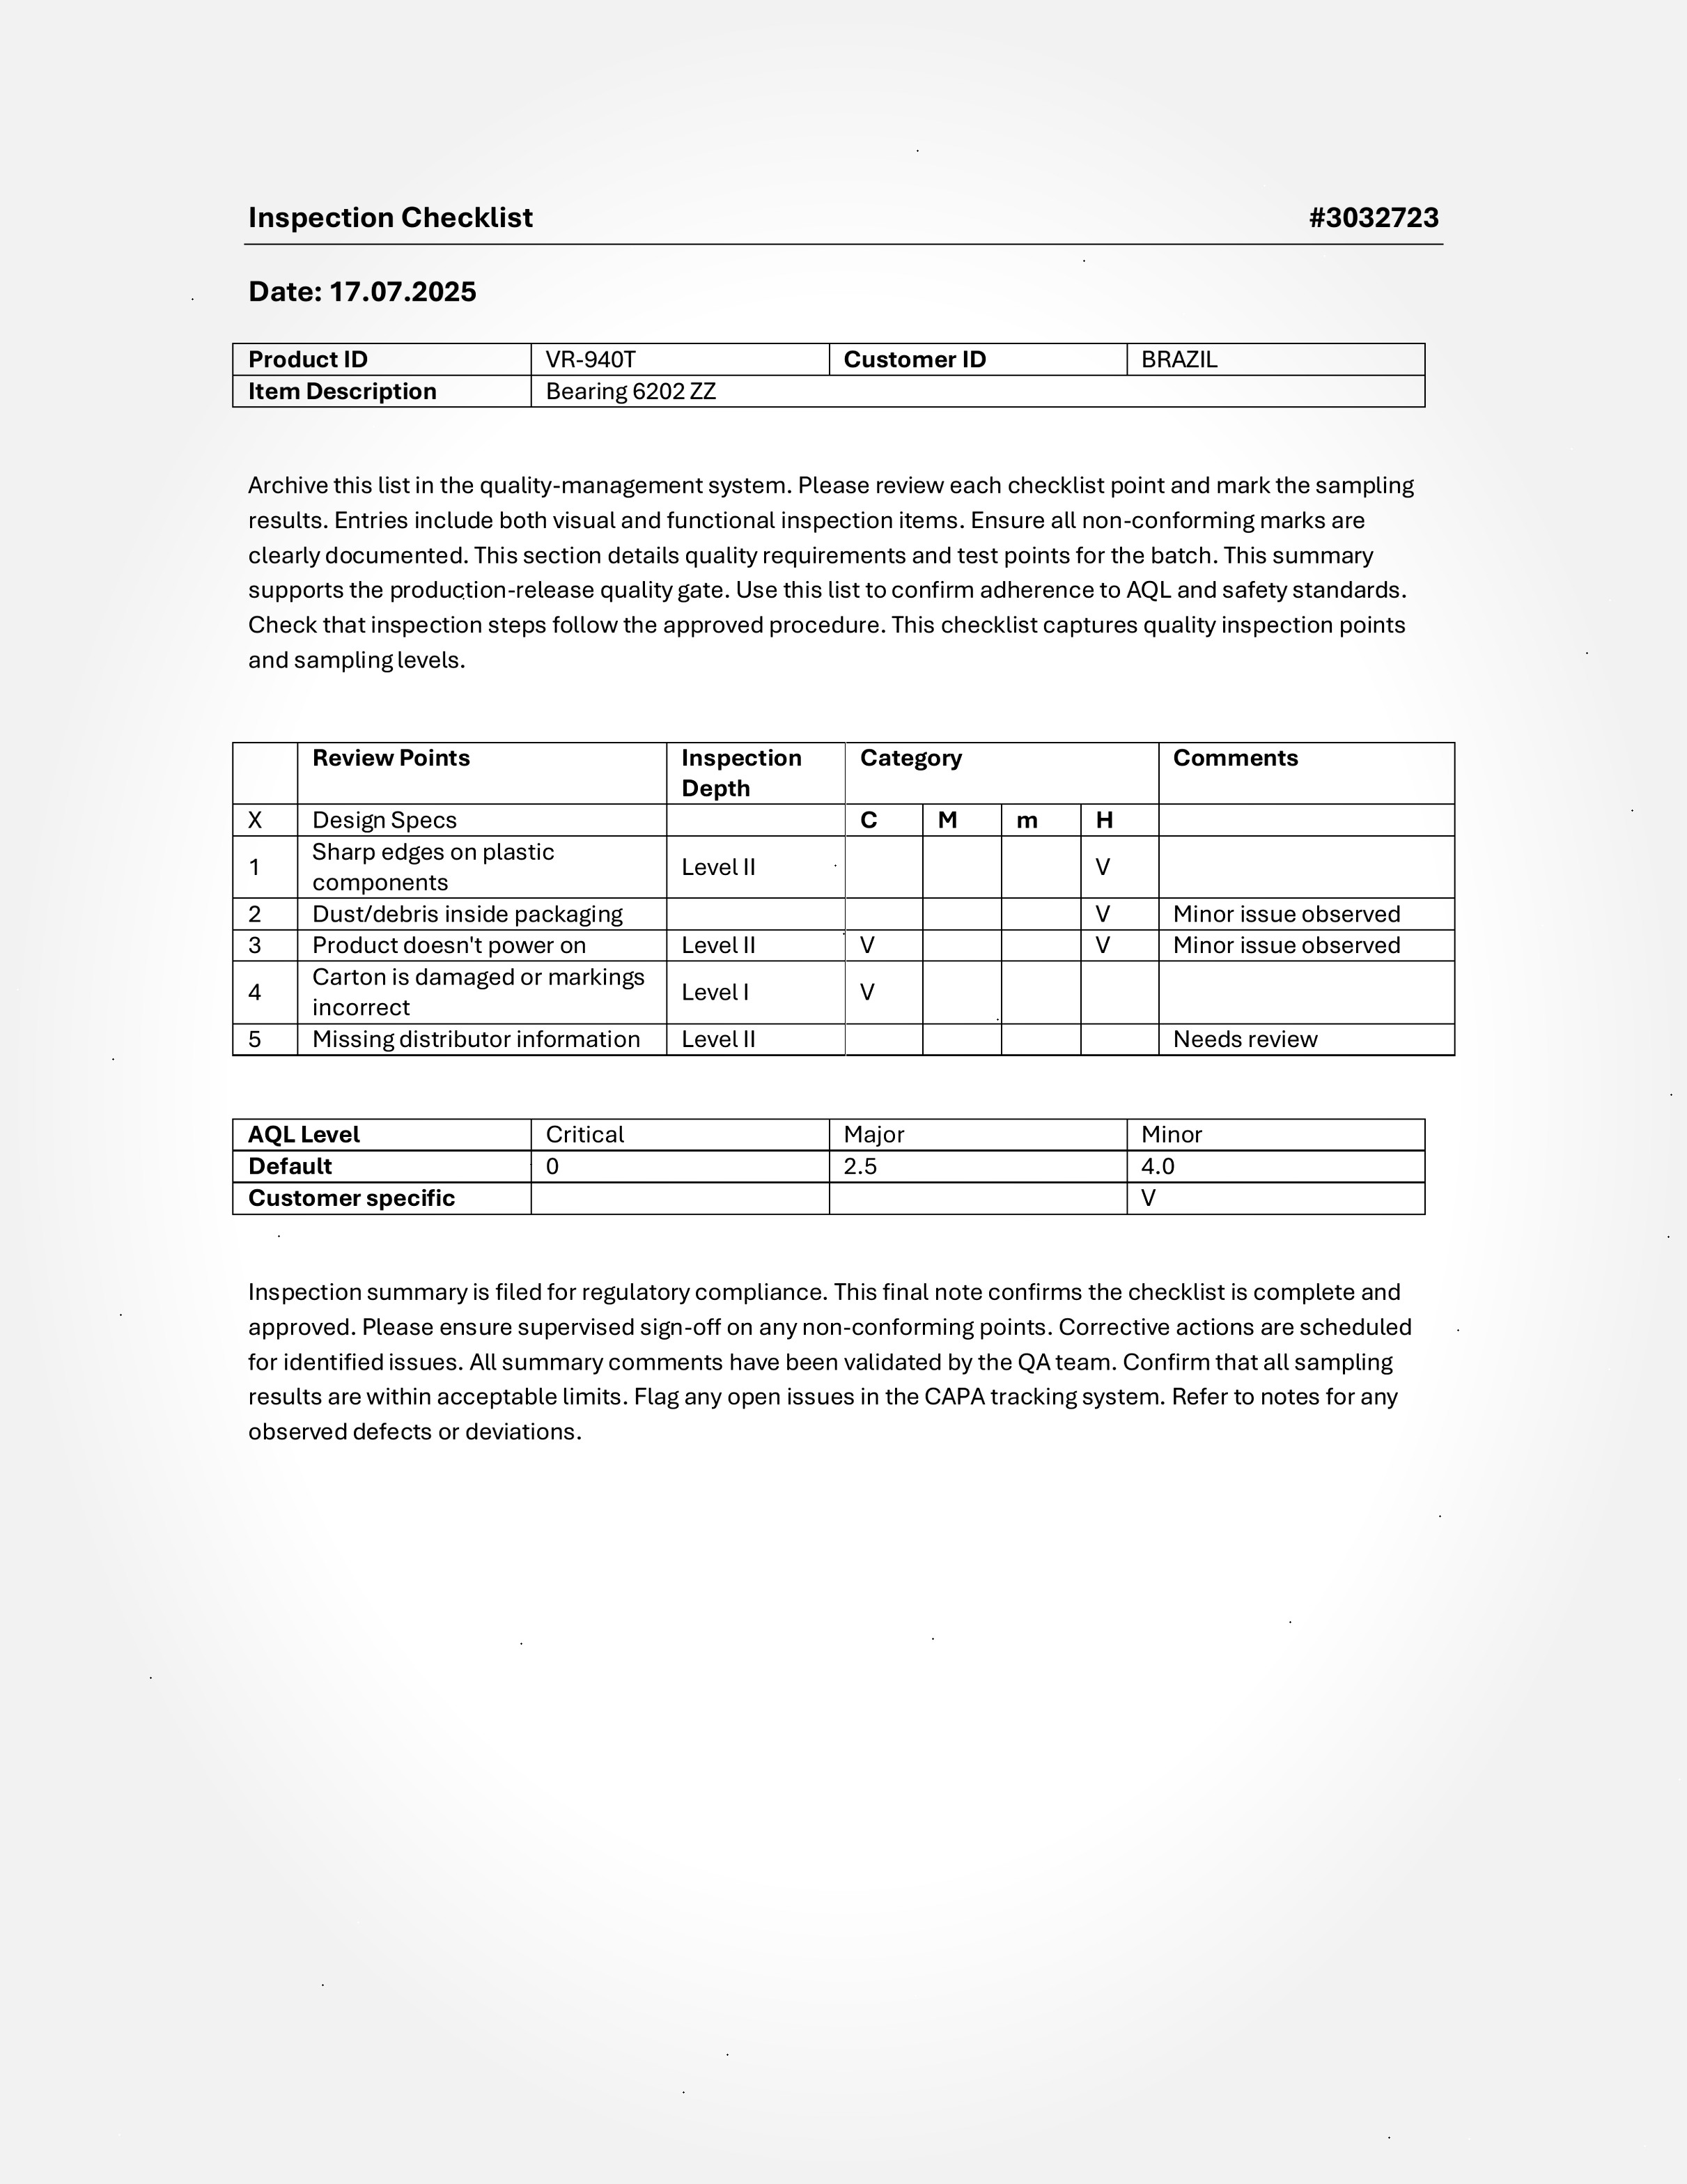 Inspection Checklist #3032723
Date: 17.07.2025
Product ID VR-940T Customer ID BRAZIL
Item Description Bearing 6202 ZZ
Archive this list in the quality-management system. Please review each checklist point and mark the sampling
results. Entries include both visual and functional inspection items. Ensure all non-conforming marks are
clearly documented. This section details quality requirements and test points for the batch. This summary
supports the production-release quality gate. Use this list to confirm adherence to AQL and safety standards.
Check that inspection steps follow the approved procedure. This checklist captures quality inspection points
and sampling levels.
Review Points Inspection Depth Category Comments
X Design Specs C M m H
1 Sharp edges on plastic components Level II V
2 Dust/debris inside packaging V Minor issue observed
3 Product doesn't power on Level II V V Minor issue observed
4 Carton is damaged or markings incorrect Level I V
5 Missing distributor information Level II Needs review
AQL Level Critical Major Minor
Default 0 2.5 4.0
Customer specific V
Inspection summary is filed for regulatory compliance. This final note confirms the checklist is complete and
approved. Please ensure supervised sign-off on any non-conforming points. Corrective actions are scheduled
for identified issues. All summary comments have been validated by the QA team. Confirm that all sampling
results are within acceptable limits. Flag any open issues in the CAPA tracking system. Refer to notes for any
observed defects or deviations.